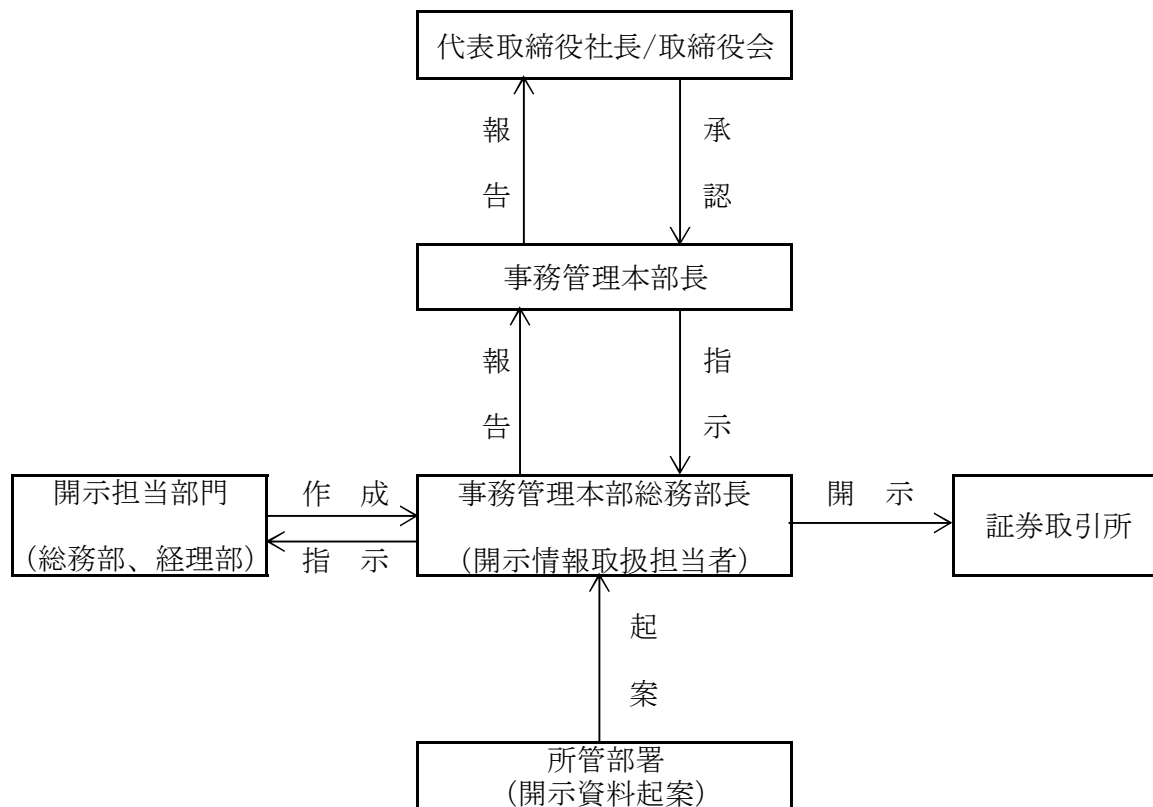 代表取締役社長/取締役会
報告
承認
事務管理本部長
報告
指示
開示担当部門
(総務部、経理部)
作成
指示
事務管理本部総務部長
(開示情報取扱担当者)
開示
証券取引所
起案
所管部署
(開示資料起案)